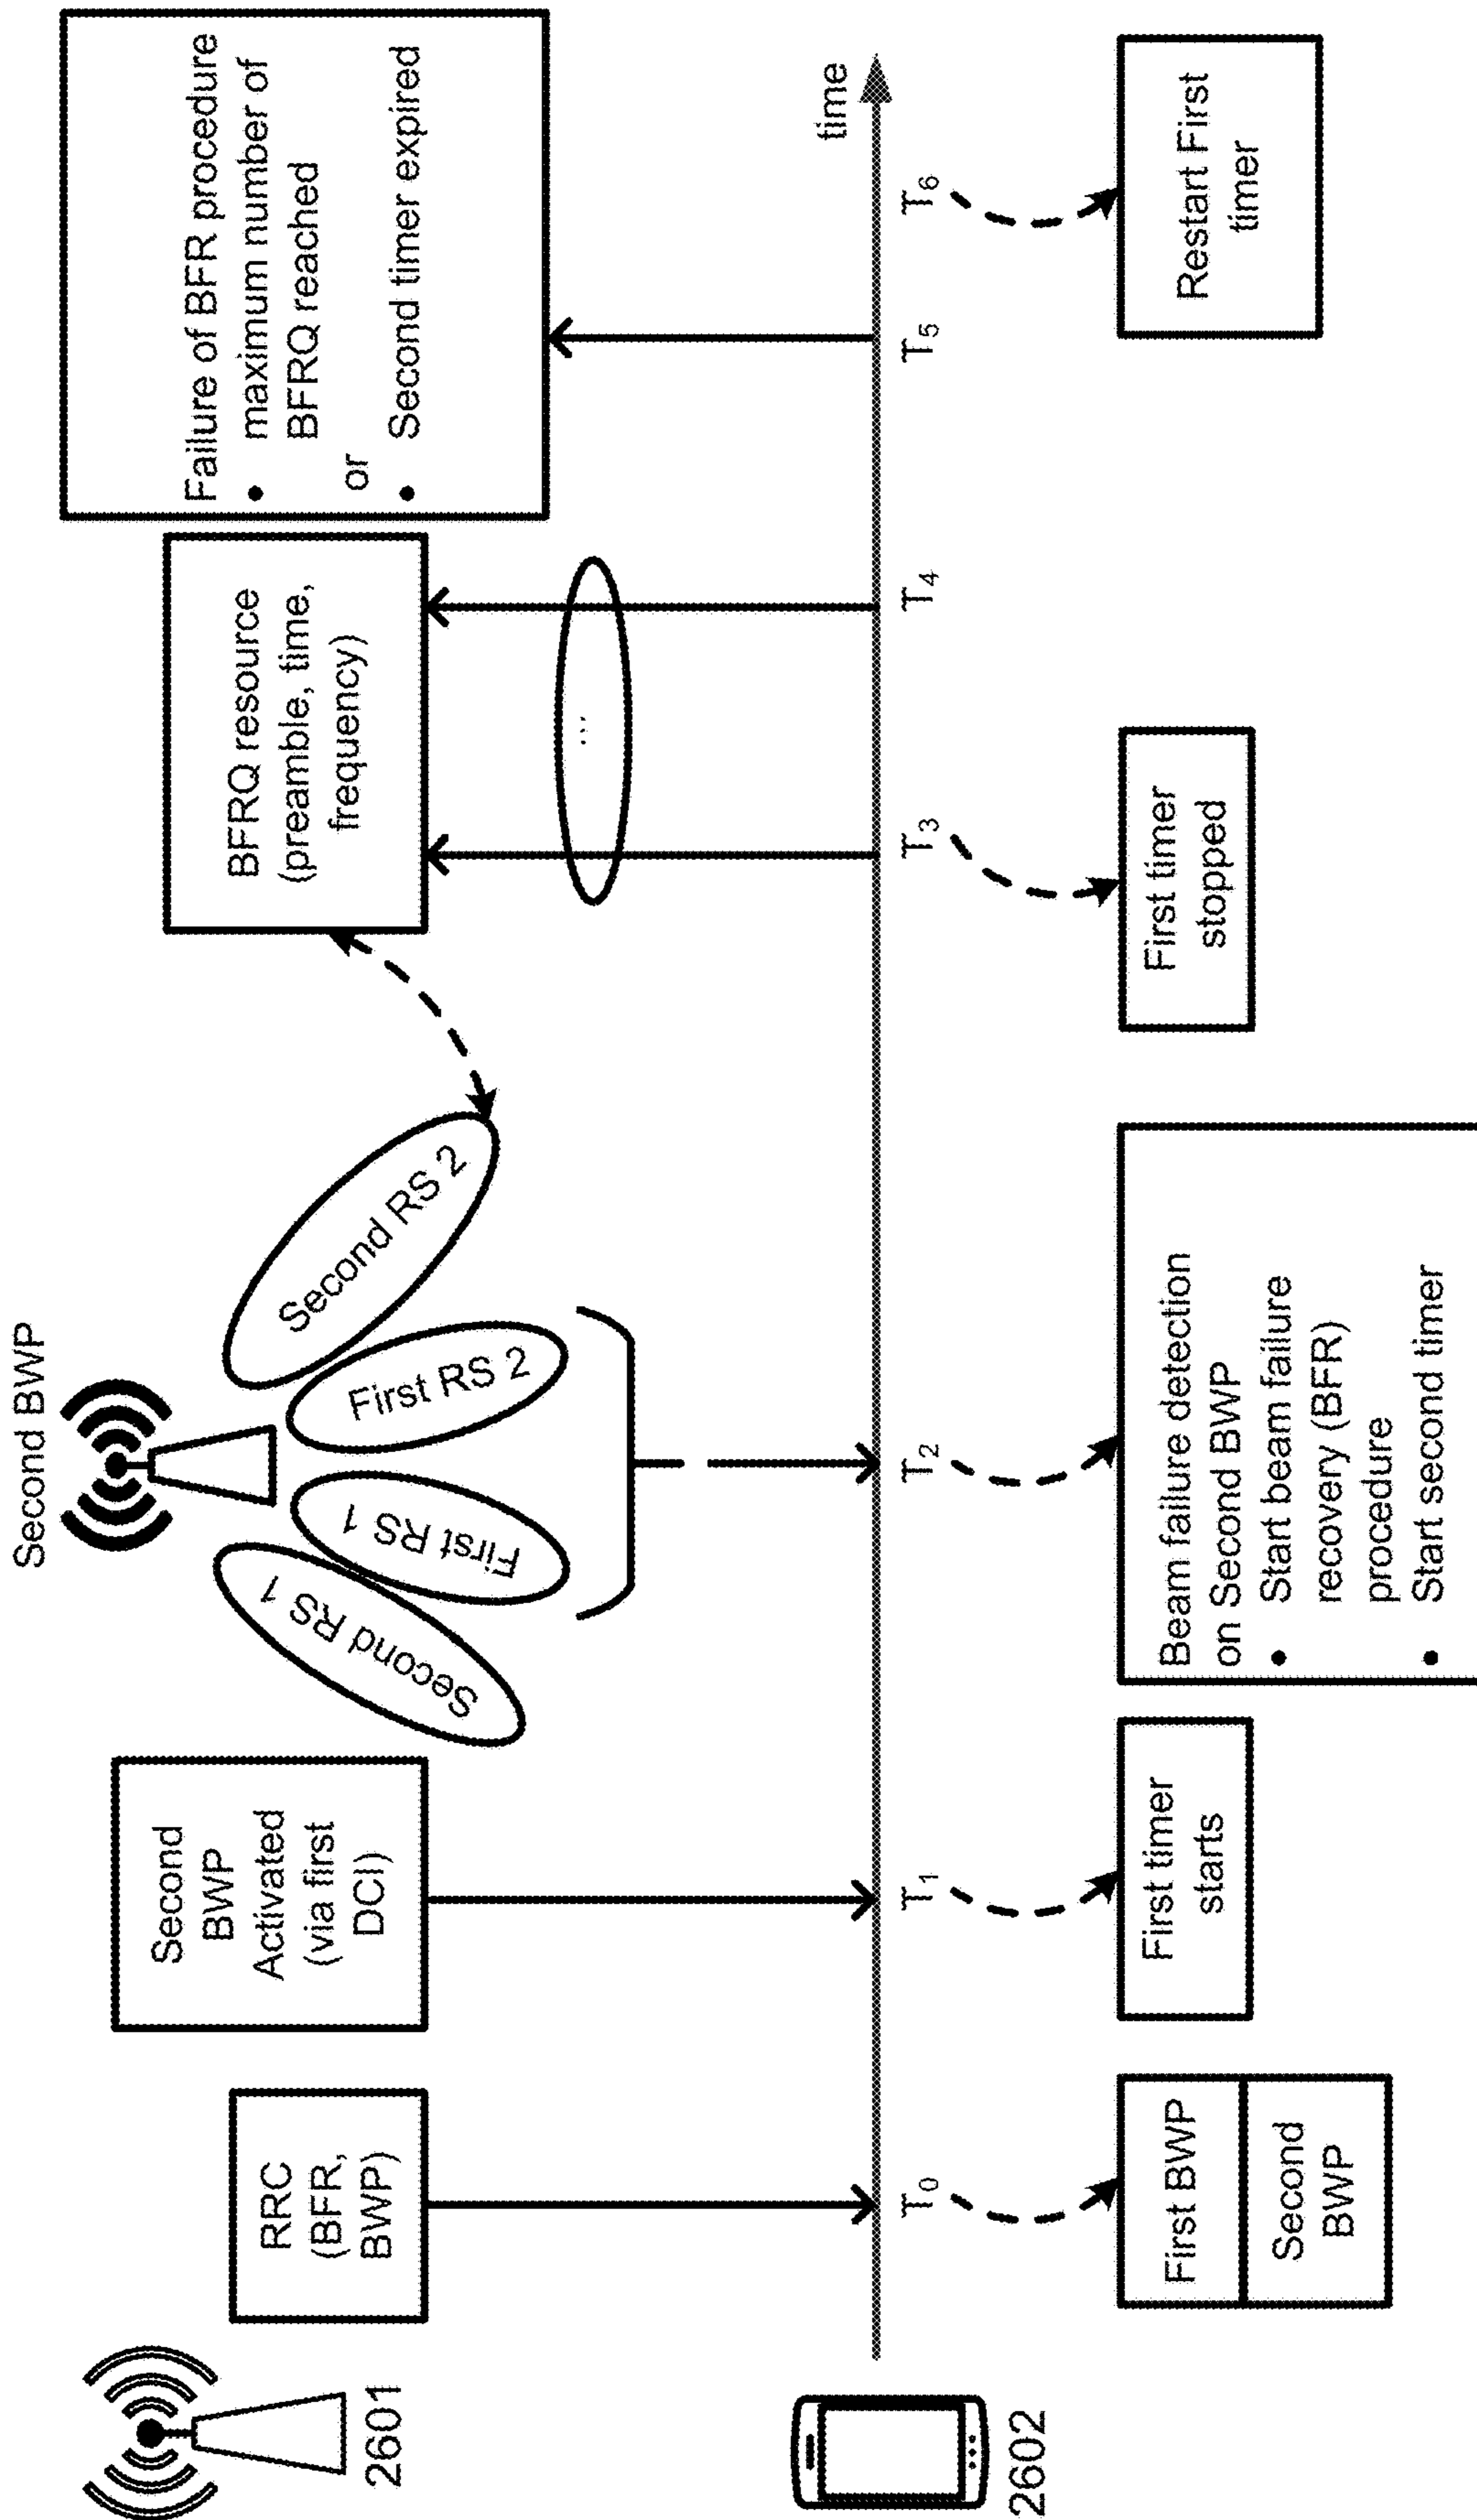 Second BWP
2601
RRC
(BFR,
BWP)
Second
BWP
Activated
(via first
DCI)
Second RS 1
First RS 1
First RS 2
Second RS 2
BFRQ resource
(preamble, time,
frequency)
...
Failure of BFR procedure
• maximum number of
BFRQ reached
or
• Second timer expired
2602
time
T0
T1
T2
T3
T4
T5
T6
First BWP
Second
BWP
First timer
starts
Beam failure detection
on Second BWP
• Start beam failure
recovery (BFR)
procedure
• Start second timer
First timer
stopped
Restart First
timer